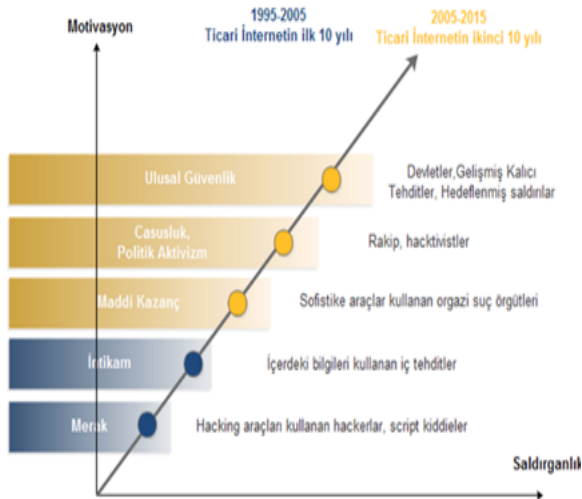 Motivasyon
1995-2005
Ticari İnternetin ilk 10 yılı
2005-2015
Ticari İnternetin ikinci 10 yılı
Ulusal Güvenlik
Devletler,Gelişmiş Kalıcı
Tehditler, Hedeflenmiş saldırılar
Casusluk,
Politik Aktivizm
Rakip, hacktivistler
Maddi Kazanç
Sofistike araçlar kullanan orgazi suç örgütleri
İntikam
İçerdeki bilgileri kullanan iç tehditler
Merak
Hacking araçları kullanan hackerlar, script kiddieler
Saldırganlık